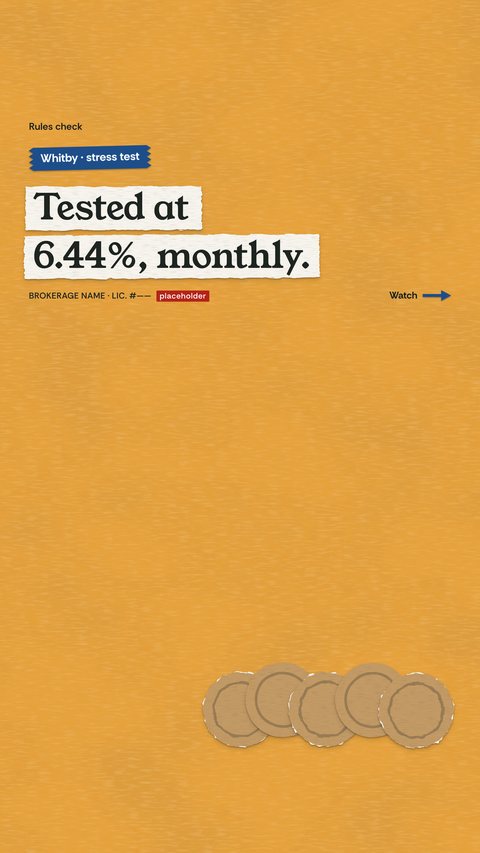 Rules check
Whitby · stress test
Tested at
6.44%, monthly.
BROKERAGE NAME · LIC. #—— placeholder
Watch